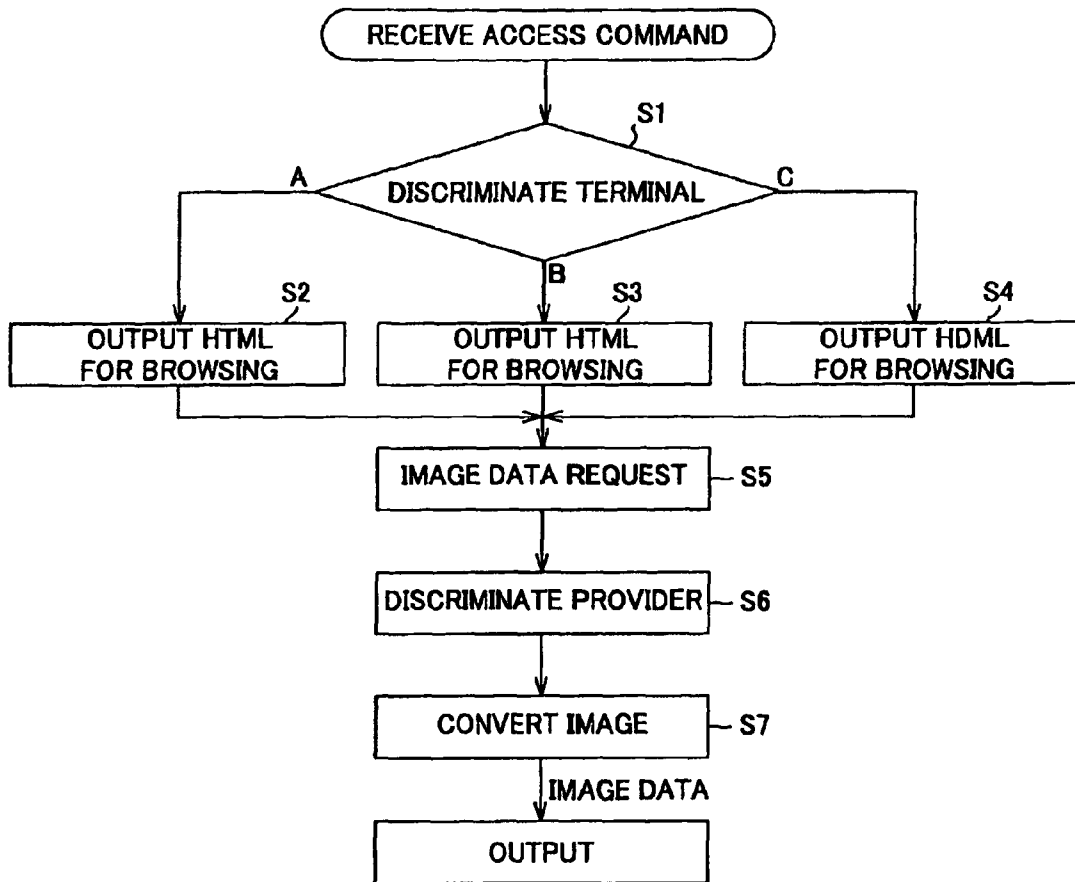 RECEIVE ACCESS COMMAND
S1
A
DISCRIMINATE TERMINAL
C
B
S2
OUTPUT HTML
FOR BROWSING
S3
OUTPUT HTML
FOR BROWSING
S4
OUTPUT HDML
FOR BROWSING
IMAGE DATA REQUEST
S5
DISCRIMINATE PROVIDER
S6
CONVERT IMAGE
S7
IMAGE DATA
OUTPUT